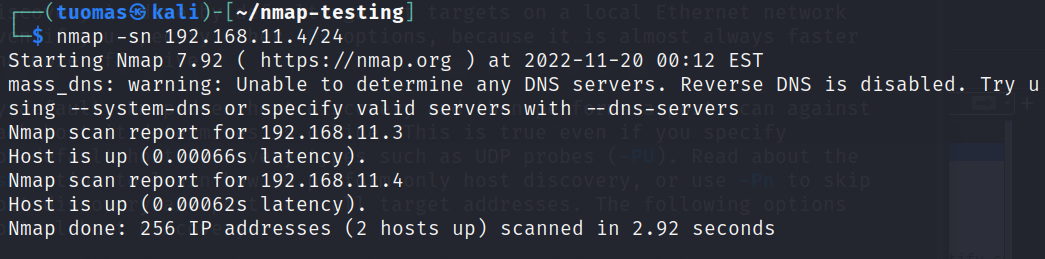 ┌──(tuomas㉿kali)-[~/nmap-testing]
└─$ nmap -sn 192.168.11.4/24
Starting Nmap 7.92 ( https://nmap.org ) at 2022-11-20 00:12 EST
mass_dns: warning: Unable to determine any DNS servers. Reverse DNS is disabled. Try u
sing --system-dns or specify valid servers with --dns-servers
Nmap scan report for 192.168.11.3
Host is up (0.00066s latency).
Nmap scan report for 192.168.11.4
Host is up (0.00062s latency).
Nmap done: 256 IP addresses (2 hosts up) scanned in 2.92 seconds